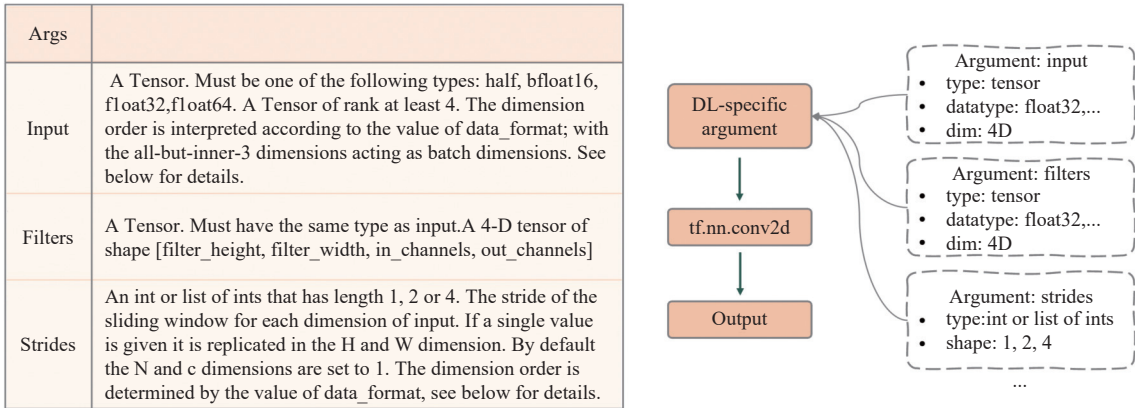 Args
Input
A Tensor. Must be one of the following types: half, bfloat16,
f1oat32,f1oat64. A Tensor of rank at least 4. The dimension
order is interpreted according to the value of data_format; with
the all-but-inner-3 dimensions acting as batch dimensions. See
below for details.
Filters
A Tensor. Must have the same type as input.A 4-D tensor of
shape [filter_height, filter_width, in_channels, out_channels]
Strides
An int or list of ints that has length 1, 2 or 4. The stride of the
sliding window for each dimension of input. If a single value
is given it is replicated in the H and W dimension. By default
the N and c dimensions are set to 1. The dimension order is
determined by the value of data_format, see below for details.
DL-specific
argument
tf.nn.conv2d
Output
Argument: input
• type: tensor
• datatype: float32,...
• dim: 4D
Argument: filters
• type: tensor
• datatype: float32,...
• dim: 4D
Argument: strides
• type:int or list of ints
• shape: 1, 2, 4
...